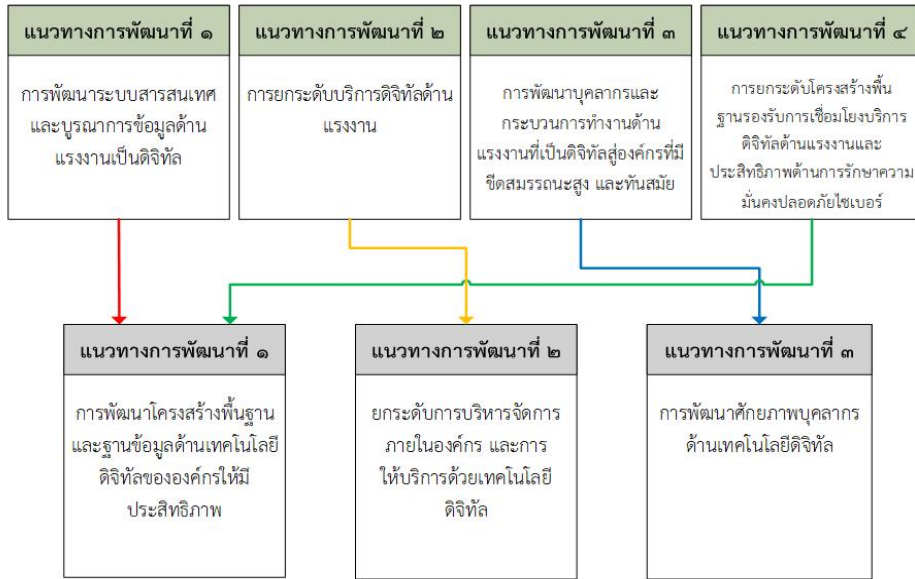 แนวทางการพัฒนาที่ ๑
การพัฒนาระบบสารสนเทศ
และบูรณาการข้อมูลด้าน
แรงงานเป็นดิจิทัล
แนวทางการพัฒนาที่ ๒
การยกระดับบริการดิจิทัลด้าน
แรงงาน
แนวทางการพัฒนาที่ ๓
การพัฒนาบุคลากรและ
กระบวนการทำงานด้าน
แรงงานที่เป็นดิจิทัลสู่องค์กรที่มี
ขีดสมรรถนะสูง และทันสมัย
แนวทางการพัฒนาที่ ๔
การยกระดับโครงสร้างพื้น
ฐานรองรับการเชื่อมโยงบริการ
ดิจิทัลด้านแรงงานและ
ประสิทธิภาพด้านการรักษาความ
มั่นคงปลอดภัยไซเบอร์
แนวทางการพัฒนาที่ ๑
การพัฒนาโครงสร้างพื้นฐาน
และฐานข้อมูลด้านเทคโนโลยี
ดิจิทัลขององค์กรให้มี
ประสิทธิภาพ
แนวทางการพัฒนาที่ ๒
ยกระดับการบริหารจัดการ
ภายในองค์กร และการ
ให้บริการด้วยเทคโนโลยี
ดิจิทัล
แนวทางการพัฒนาที่ ๓
การพัฒนาศักยภาพบุคลากร
ด้านเทคโนโลยีดิจิทัล